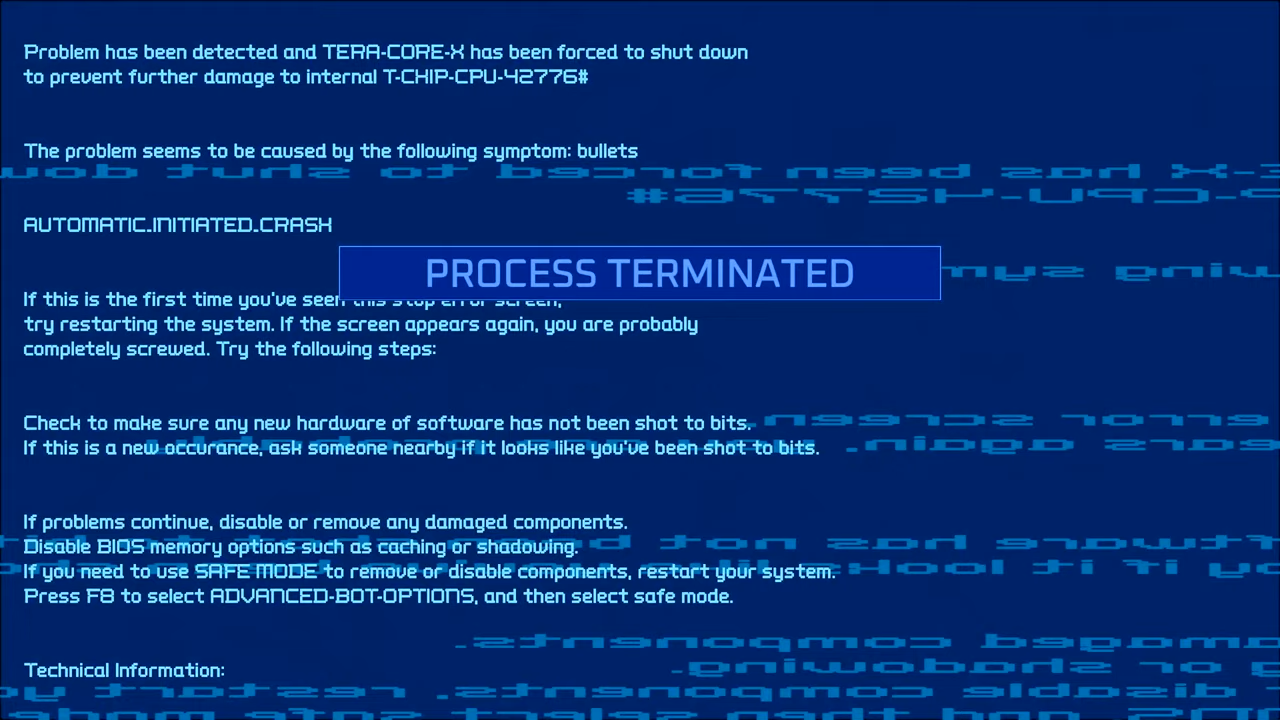 Problem has been detected and TERA-CORE-X has been forced to shut down
to prevent further damage to internal T-CHIP-CPU-42776#
The problem seems to be caused by the following symptom: bullets
AUTOMATIC_INITIATED_CRASH
PROCESS TERMINATED
If this is the first time you've seen this stop error screen,
try restarting the system. If the screen appears again, you are probably
completely screwed. Try the following steps:
Check to make sure any new hardware of software has not been shot to bits.
If this is a new occurance, ask someone nearby if it looks like you've been shot to bits.
If problems continue, disable or remove any damaged components.
Disable BIOS memory options such as caching or shadowing.
If you need to use SAFE MODE to remove or disable components, restart your system.
Press F8 to select ADVANCED-BOT-OPTIONS, and then select safe mode.
Technical Information: